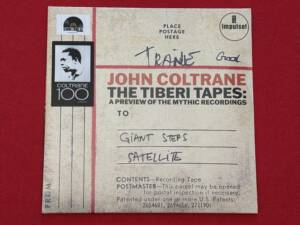 PLACE
POSTAGE
HERE
impulse!
TRANE Good
JOHN COLTRANE
THE TIBERI TAPES:
A PREVIEW OF THE MYTHIC RECORDINGS
COLTRANE
100
TO
GIANT STEPS
SATELLITE
CONTENTS—Recording Tape
POSTMASTER—This parcel may be opened
for postal inspection if necessary.
Patented under one or more U.S. Patents: